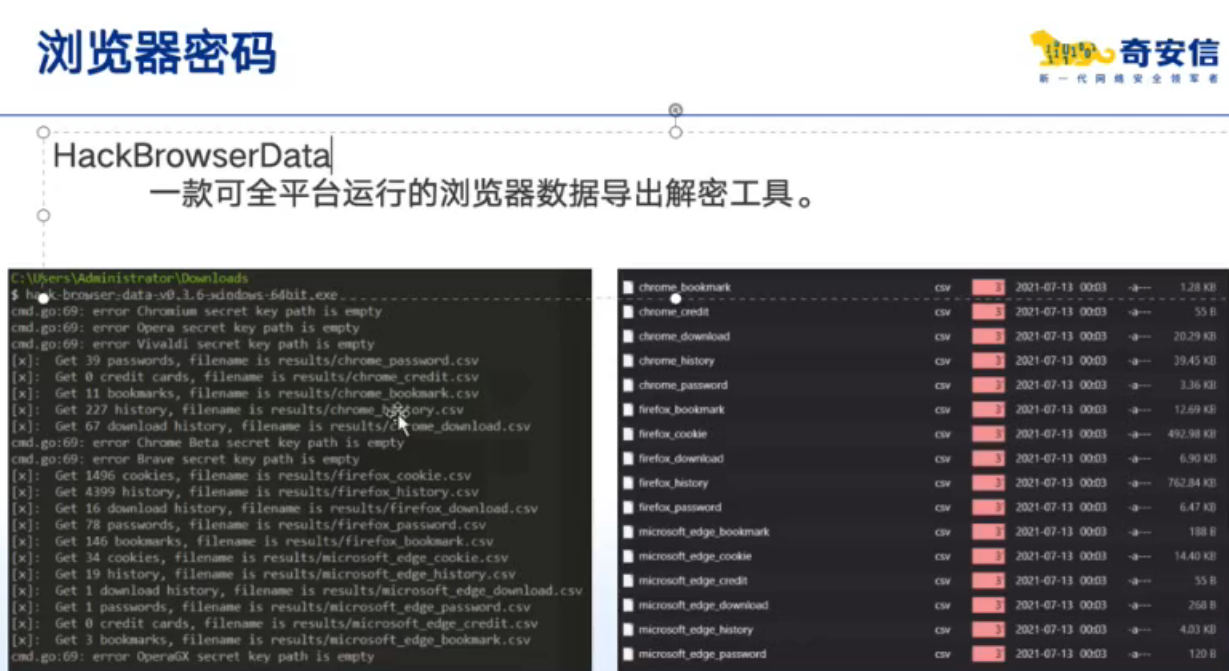 浏览器密码
奇安信
新一代网络安全领军者
HackBrowserData
一款可全平台运行的浏览器数据导出解密工具。
C:\Users\Administrator\Downloads
$ hack-browser-data-v0.3.6-windows-64bit.exe
cmd.go:69: error Chromium secret key path is empty
cmd.go:69: error Opera secret key path is empty
cmd.go:69: error Vivaldi secret key path is empty
[x]: Get 39 passwords, filename is results/chrome_password.csv
[x]: Get 0 credit cards, filename is results/chrome_credit.csv
[x]: Get 11 bookmarks, filename is results/chrome_bookmark.csv
[x]: Get 227 history, filename is results/chrome_history.csv
[x]: Get 67 download history, filename is results/chrome_download.csv
cmd.go:69: error Chrome Beta secret key path is empty
cmd.go:69: error Brave secret key path is empty
[x]: Get 1496 cookies, filename is results/firefox_cookie.csv
[x]: Get 4399 history, filename is results/firefox_history.csv
[x]: Get 16 download history, filename is results/firefox_download.csv
[x]: Get 78 passwords, filename is results/firefox_password.csv
[x]: Get 146 bookmarks, filename is results/firefox_bookmark.csv
[x]: Get 34 cookies, filename is results/microsoft_edge_cookie.csv
[x]: Get 19 history, filename is results/microsoft_edge_history.csv
[x]: Get 1 download history, filename is results/microsoft_edge_download.csv
[x]: Get 1 passwords, filename is results/microsoft_edge_password.csv
[x]: Get 0 credit cards, filename is results/microsoft_edge_credit.csv
[x]: Get 3 bookmarks, filename is results/microsoft_edge_bookmark.csv
cmd.go:69: error OperaGX secret key path is empty
chrome_bookmark csv 3 2021-07-13 00:03 -a--- 1.28 KB
chrome_credit csv 3 2021-07-13 00:03 -a--- 55 B
chrome_download csv 3 2021-07-13 00:03 -a--- 20.29 KB
chrome_history csv 3 2021-07-13 00:03 -a--- 39.45 KB
chrome_password csv 3 2021-07-13 00:03 -a--- 3.36 KB
firefox_bookmark csv 3 2021-07-13 00:03 -a--- 12.69 KB
firefox_cookie csv 3 2021-07-13 00:03 -a--- 492.98 KB
firefox_download csv 3 2021-07-13 00:03 -a--- 6.90 KB
firefox_history csv 3 2021-07-13 00:03 -a--- 762.84 KB
firefox_password csv 3 2021-07-13 00:03 -a--- 6.47 KB
microsoft_edge_bookmark csv 3 2021-07-13 00:03 -a--- 188 B
microsoft_edge_cookie csv 3 2021-07-13 00:03 -a--- 14.40 KB
microsoft_edge_credit csv 3 2021-07-13 00:03 -a--- 55 B
microsoft_edge_download csv 3 2021-07-13 00:03 -a--- 268 B
microsoft_edge_history csv 3 2021-07-13 00:03 -a--- 4.03 KB
microsoft_edge_password csv 3 2021-07-13 00:03 -a--- 120 B